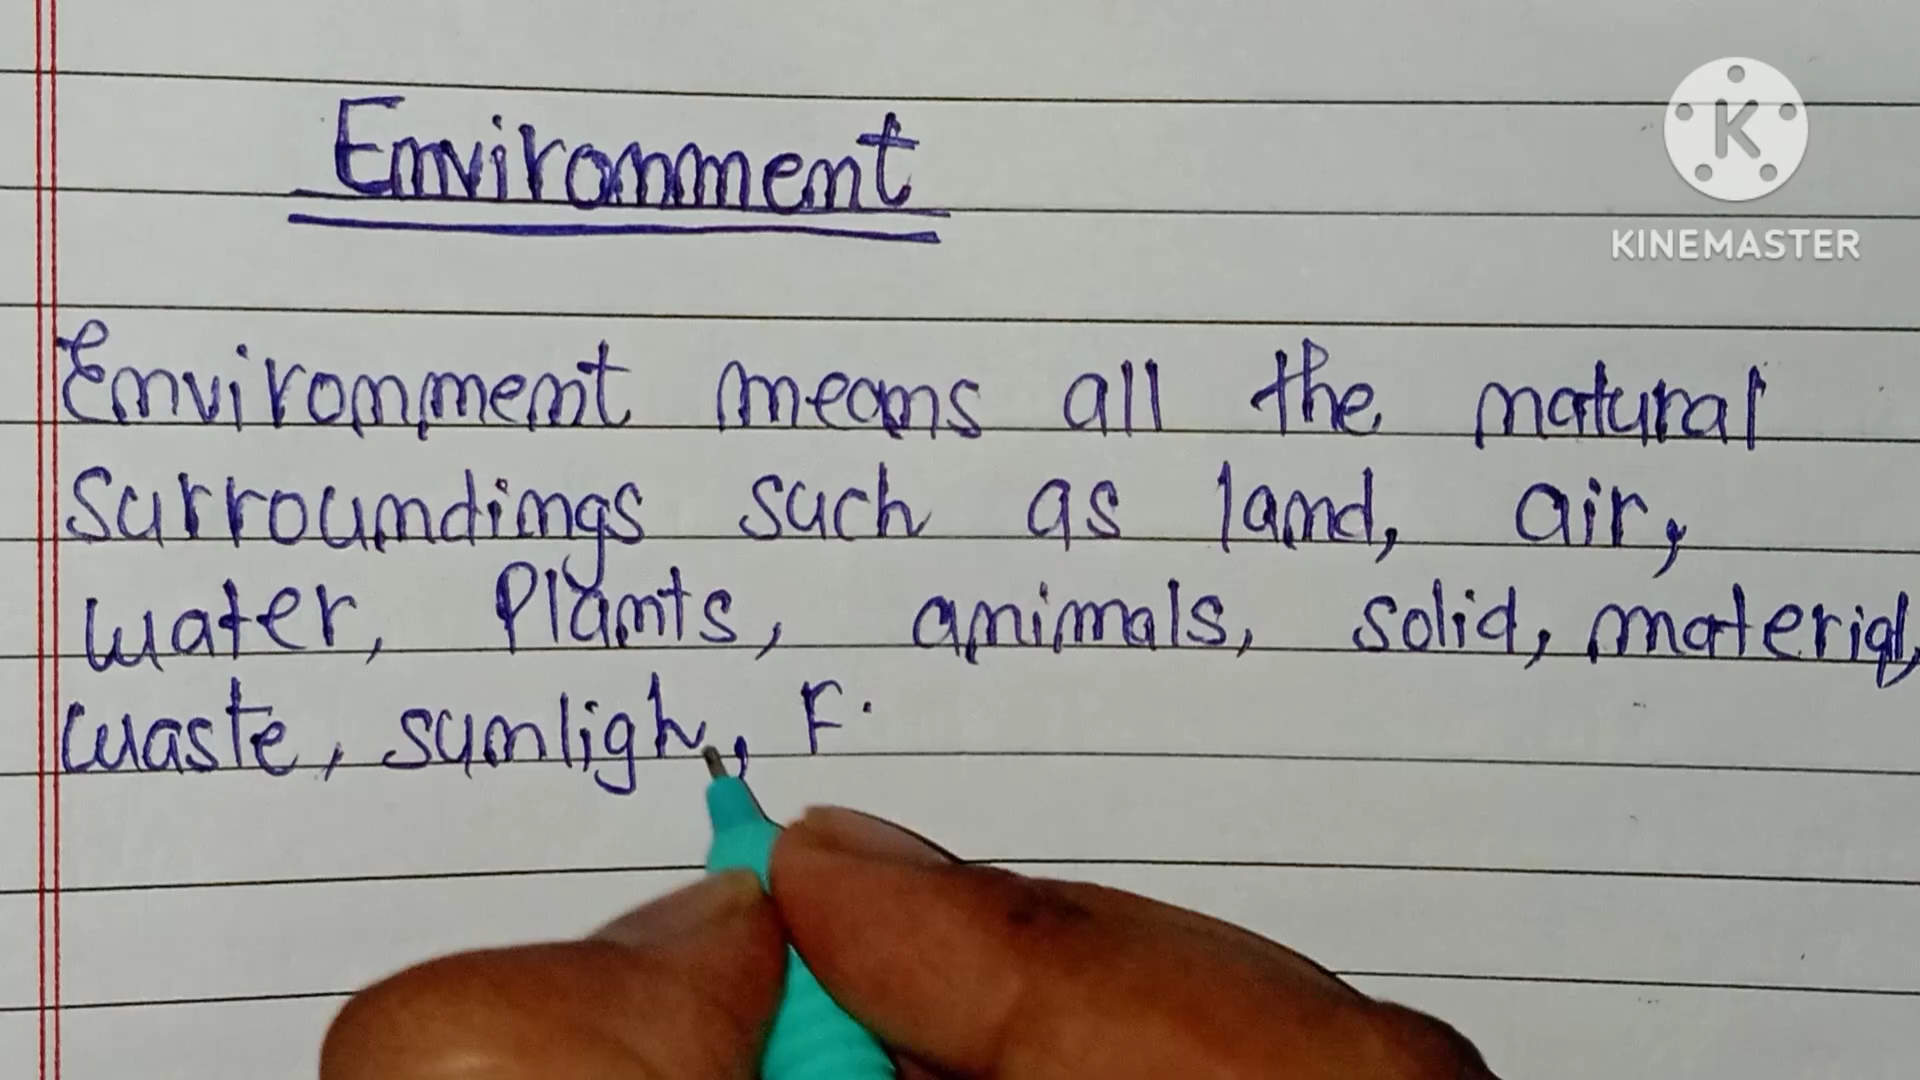 Environment
Environment means all the natural
surroundings such as land, air,
water, Plants, animals, solid, material,
waste, sunligh, F
K
KINEMASTER